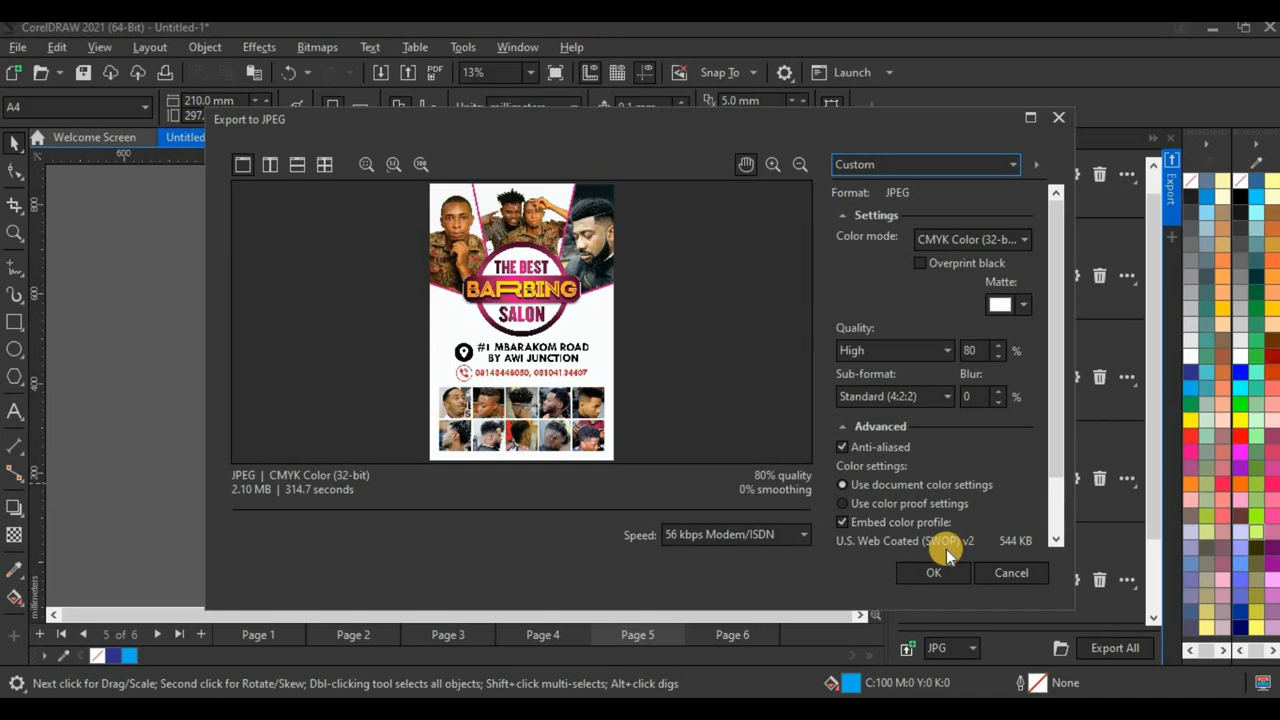 CorelDRAW 2021 (64-Bit) - Untitled-1*
File Edit View Layout Object Effects Bitmaps Text Table Tools Window Help
PDF 13% Snap To Launch
A4 210.0 mm Units: millimeters 0.1 mm 5.0 mm
297.
Export to JPEG
Welcome Screen Untitled
600
Custom
Format: JPEG
Settings
Color mode: CMYK Color (32-b...
Overprint black
Matte:
Quality:
High 80 %
Sub-format: Blur:
Standard (4:2:2) 0 %
Advanced
Anti-aliased
Color settings:
Use document color settings
Use color proof settings
Embed color profile:
U.S. Web Coated (SWOP) v2 544 KB
OK Cancel
THE BEST
BARBING
SALON
#1 MBARAKOM ROAD
BY AWI JUNCTION
JPEG | CMYK Color (32-bit) 80% quality
2.10 MB | 314.7 seconds 0% smoothing
Speed: 56 kbps Modem/ISDN
Export
800
600
400
200
millimeters
5 of 6 Page 1 Page 2 Page 3 Page 4 Page 5 Page 6
JPG Export All
Next click for Drag/Scale; Second click for Rotate/Skew; Dbl-clicking tool selects all objects; Shift+click multi-selects; Alt+click digs
C:100 M:0 Y:0 K:0 None